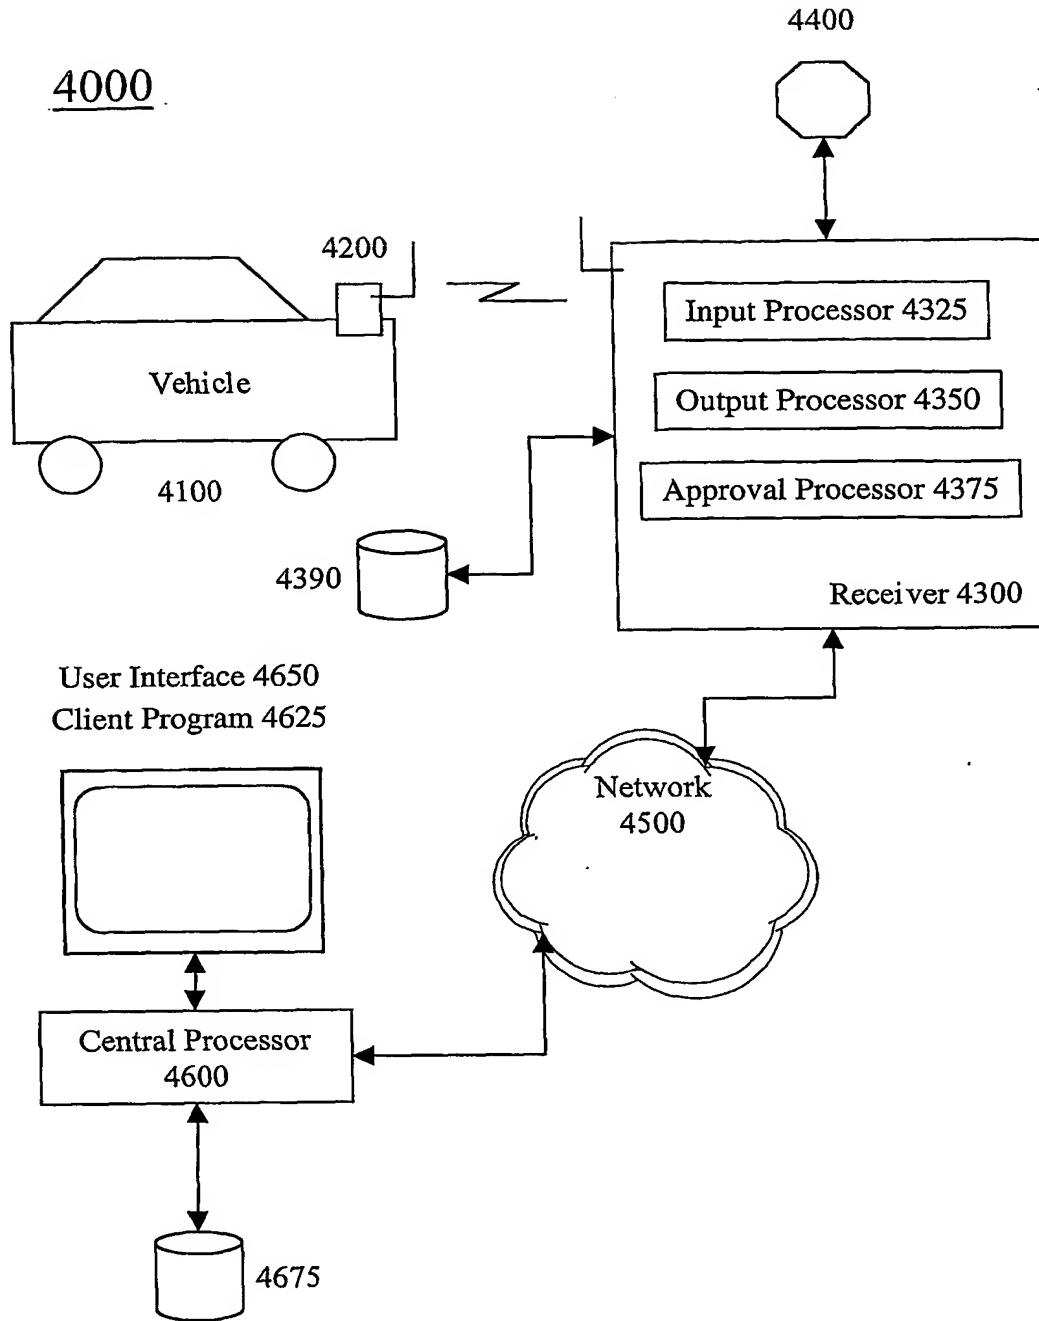 4400
4000
4200
Input Processor 4325
Vehicle
Output Processor 4350
4100
Approval Processor 4375
4390
Receiver 4300
User Interface 4650
Client Program 4625
Network
4500
Central Processor
4600
4675